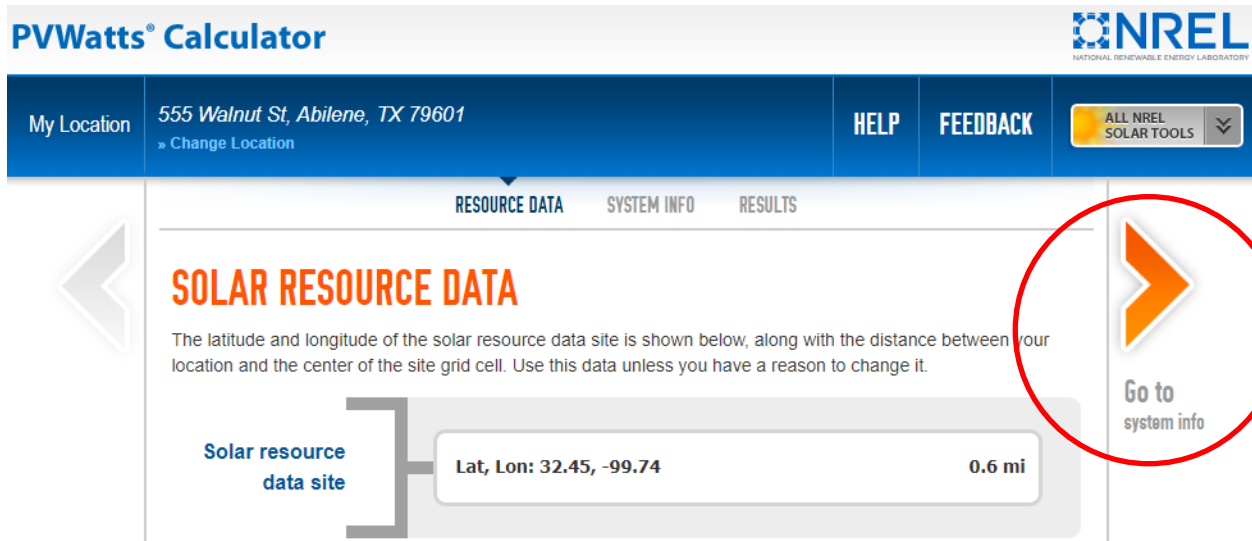 PVWatts® Calculator
NREL
NATIONAL RENEWABLE ENERGY LABORATORY
My Location
555 Walnut St, Abilene, TX 79601
» Change Location
HELP
FEEDBACK
ALL NREL
SOLAR TOOLS
RESOURCE DATA SYSTEM INFO RESULTS
SOLAR RESOURCE DATA
The latitude and longitude of the solar resource data site is shown below, along with the distance between your
location and the center of the site grid cell. Use this data unless you have a reason to change it.
Go to
system info
Solar resource
data site
Lat, Lon: 32.45, -99.74 0.6 mi